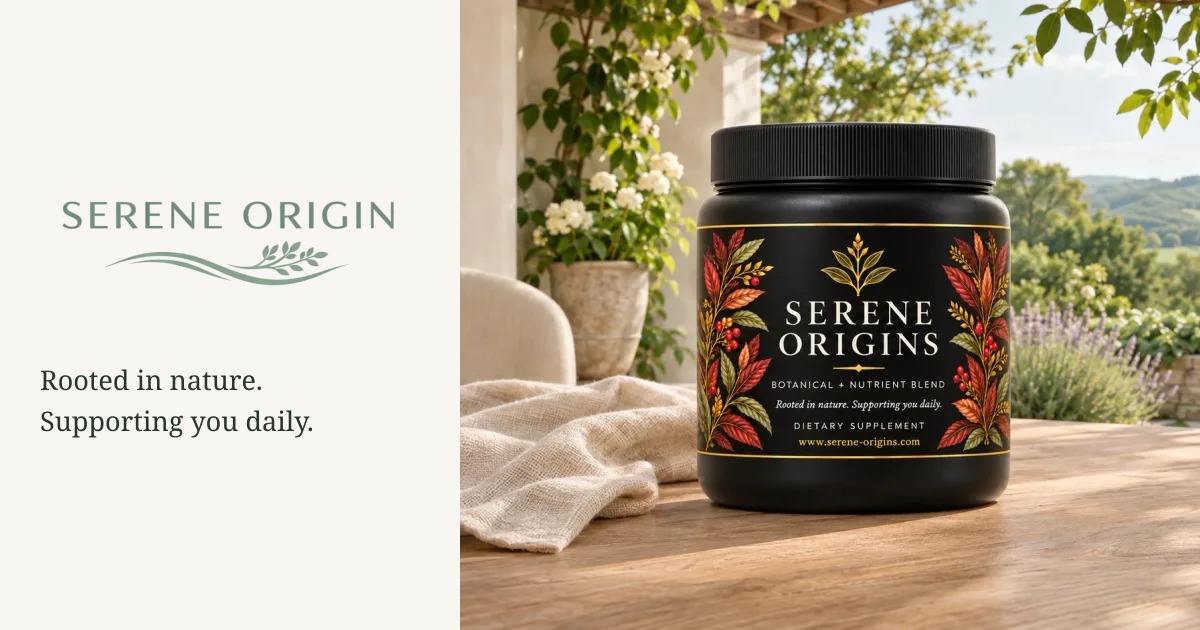 SERENE ORIGIN
Rooted in nature.
Supporting you daily.
SERENE
ORIGINS
BOTANICAL + NUTRIENT BLEND
Rooted in nature. Supporting you daily.
DIETARY SUPPLEMENT
www.serene-origins.com